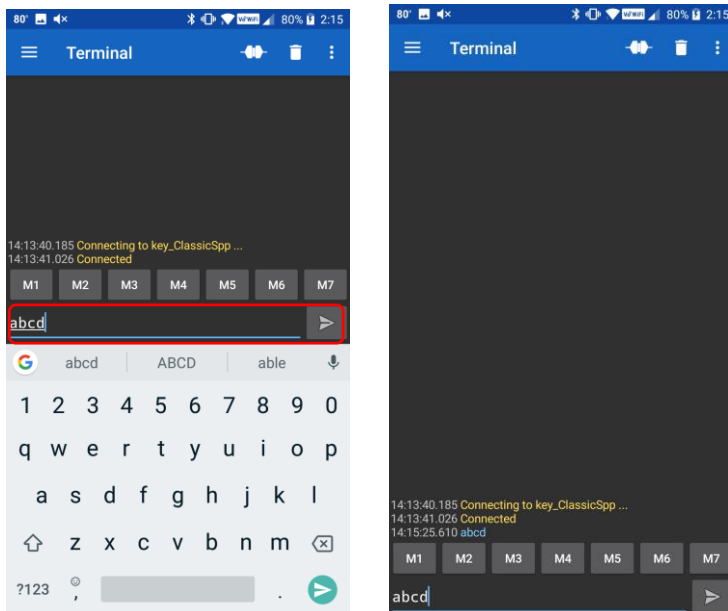 80° 80% 2:15
Terminal
14:13:40.185 Connecting to key_ClassicSpp ...
14:13:41.026 Connected
M1 M2 M3 M4 M5 M6 M7
abcd
G abcd ABCD able
1 2 3 4 5 6 7 8 9 0
q w e r t y u i o p
a s d f g h j k l
z x c v b n m
?123 , .
80° 80% 2:15
Terminal
14:13:40.185 Connecting to key_ClassicSpp ...
14:13:41.026 Connected
14:15:25.610 abcd
M1 M2 M3 M4 M5 M6 M7
abcd